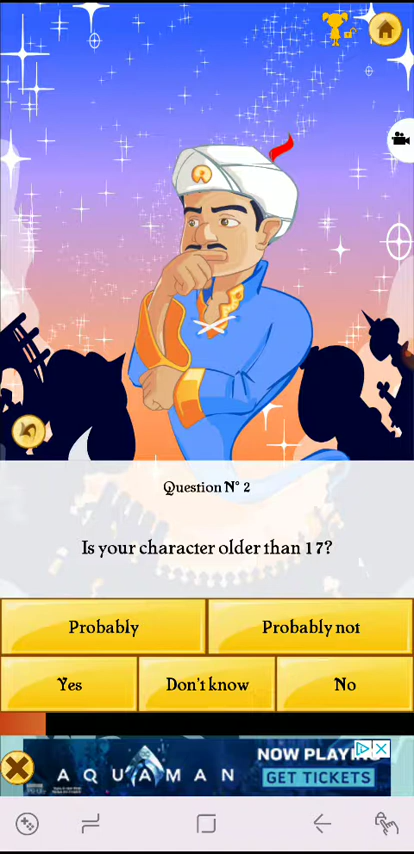 Question N° 2
Is your character older than 17?
Probably
Probably not
Yes
Don't know
No
AQUAMAN
NOW PLAYING
GET TICKETS